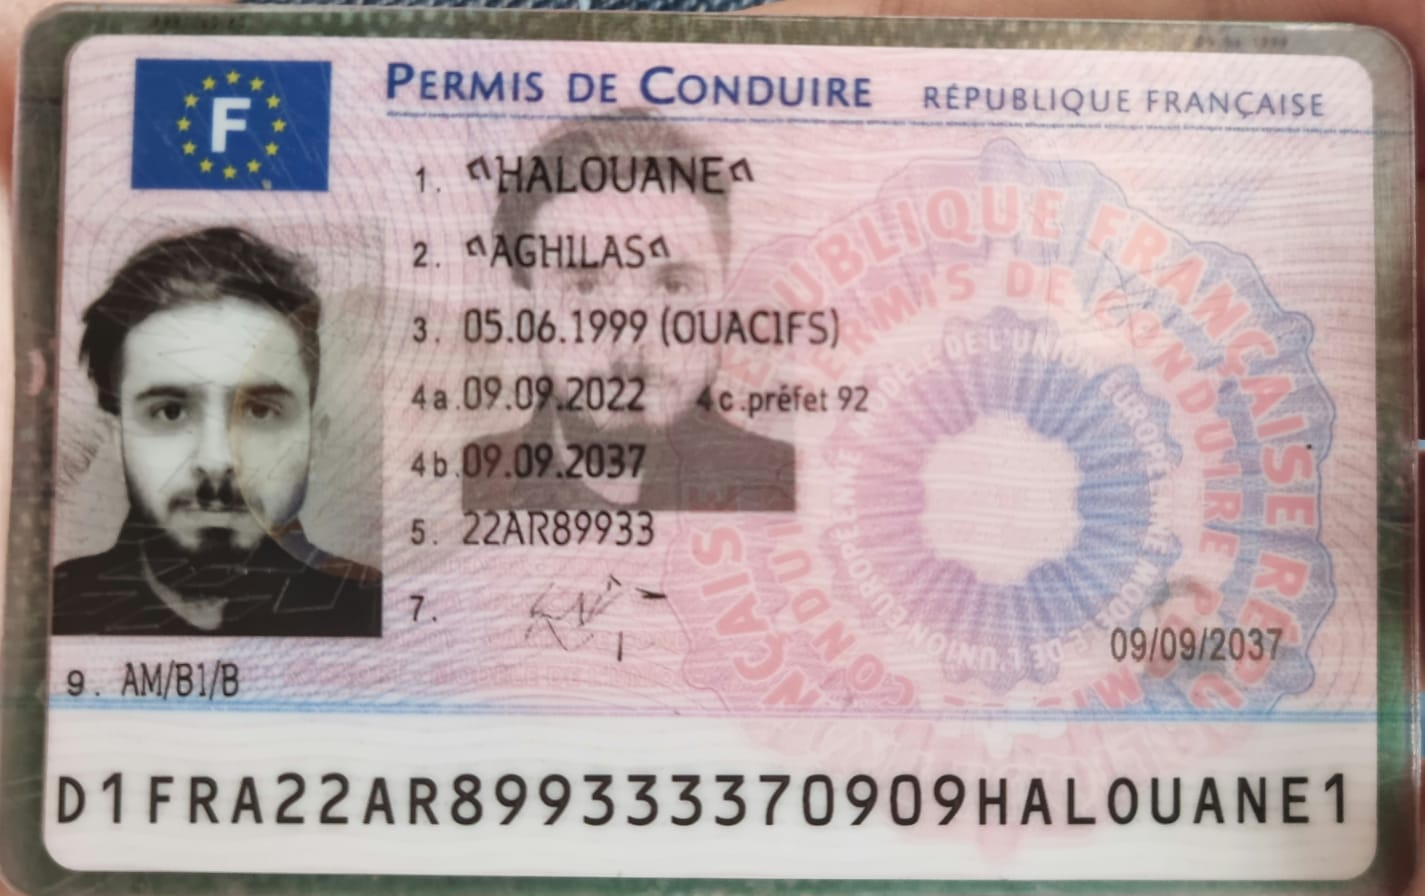 F
PERMIS DE CONDUIRE RÉPUBLIQUE FRANÇAISE
1. "HALOUANE"
2. "AGHILAS"
3. 05.06.1999 (OUACIFS)
4a. 09.09.2022 4c. préfet 92
4b. 09.09.2037
5. 22AR89933
7.
09/09/2037
9. AM/B1/B
D1FRA22AR899333370909HALOUANE1
RÉPUBLIQUE FRANÇAISE
PERMIS DE CONDUIRE
MODÈLE DE L'UNION EUROPÉENNE